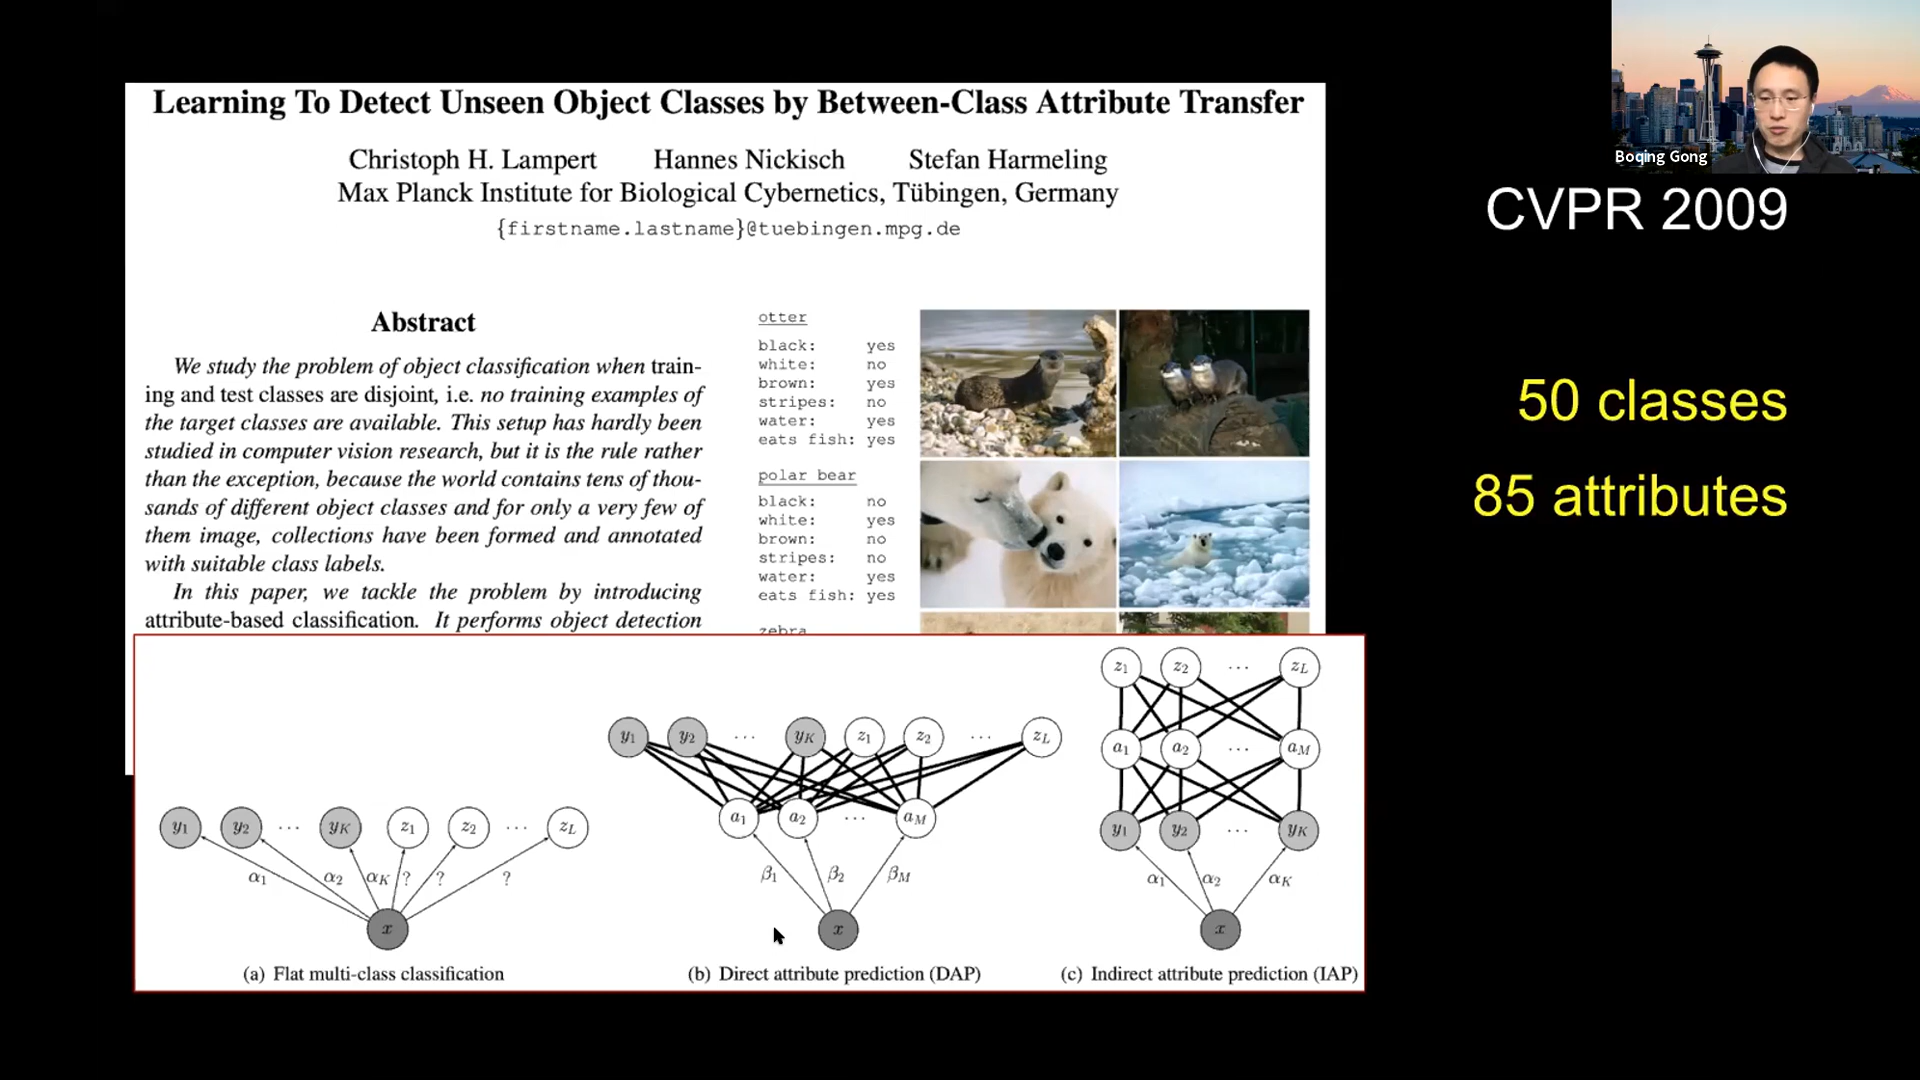 Learning To Detect Unseen Object Classes by Between-Class Attribute Transfer
Christoph H. Lampert Hannes Nickisch Stefan Harmeling
Max Planck Institute for Biological Cybernetics, Tübingen, Germany
{firstname.lastname}@tuebingen.mpg.de
Boqing Gong
CVPR 2009
50 classes
85 attributes
Abstract
We study the problem of object classification when train-
ing and test classes are disjoint, i.e. no training examples of
the target classes are available. This setup has hardly been
studied in computer vision research, but it is the rule rather
than the exception, because the world contains tens of thou-
sands of different object classes and for only a very few of
them image, collections have been formed and annotated
with suitable class labels.
In this paper, we tackle the problem by introducing
attribute-based classification. It performs object detection
otter
black: yes
white: no
brown: yes
stripes: no
water: yes
eats fish: yes
polar bear
black: no
white: yes
brown: no
stripes: no
water: yes
eats fish: yes
zebra
y1 y2 ... yK z1 z2 ... zL
α1 α2 αK ? ? ?
x
(a) Flat multi-class classification
y1 y2 ... yK z1 z2 ... zL
a1 a2 ... aM
β1 β2 βM
x
(b) Direct attribute prediction (DAP)
z1 z2 ... zL
a1 a2 ... aM
y1 y2 ... yK
α1 α2 αK
x
(c) Indirect attribute prediction (IAP)